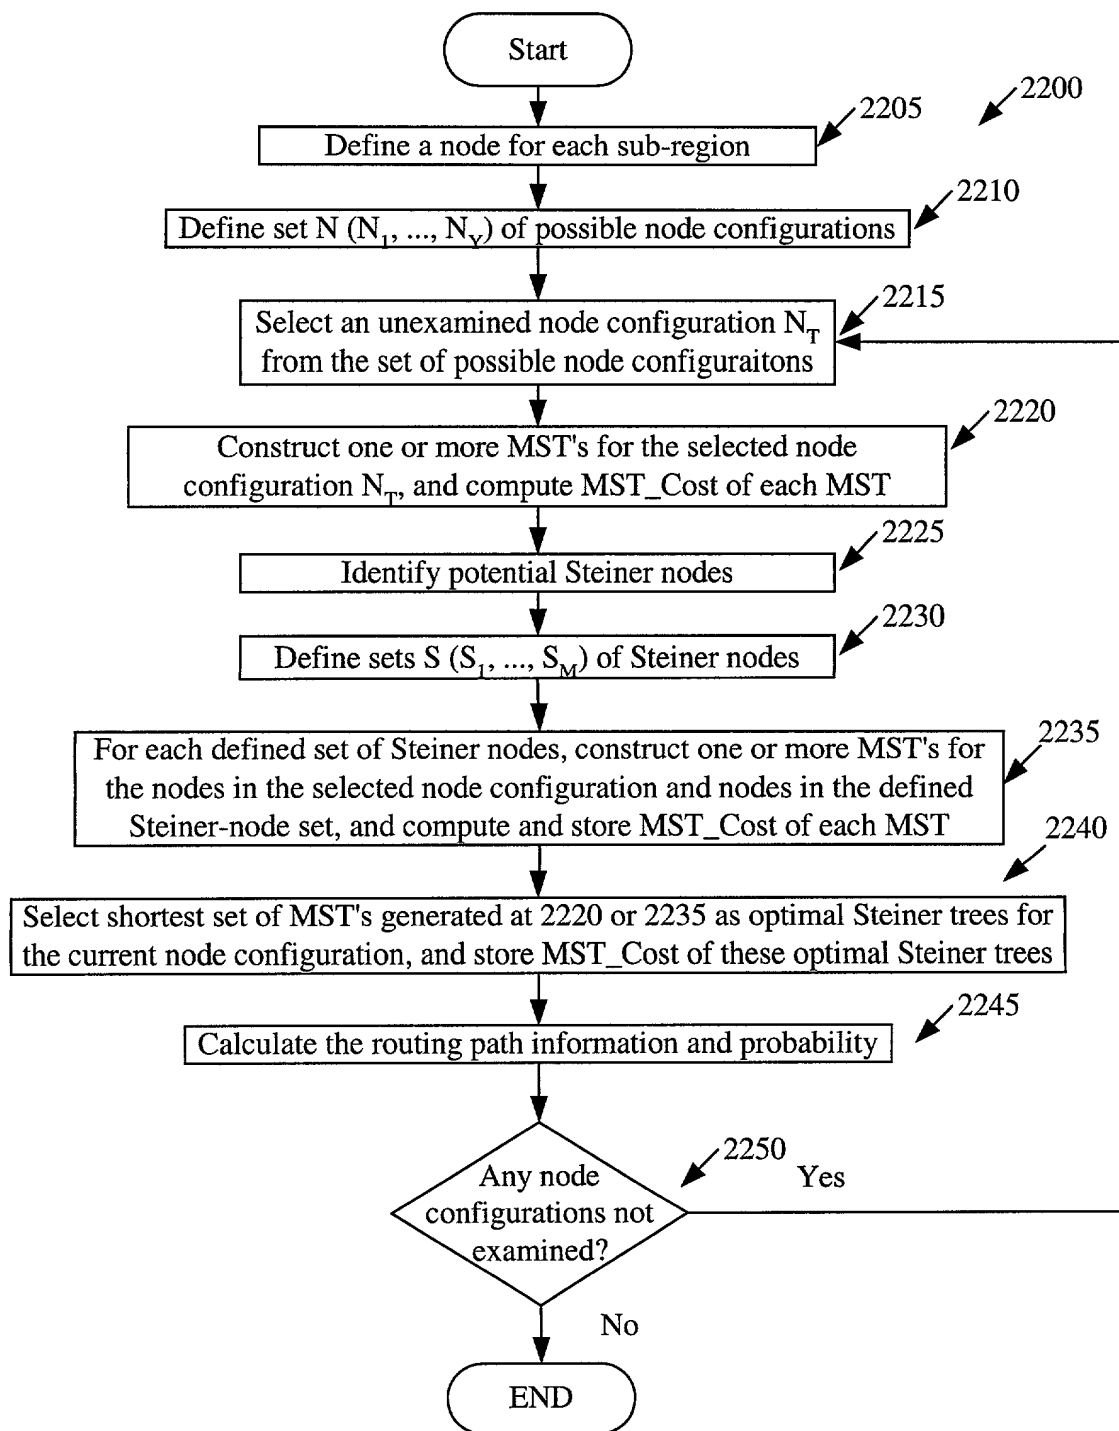 Start
2200
2205
Define a node for each sub-region
2210
Define set N (N1, ..., NY) of possible node configurations
2215
Select an unexamined node configuration NT
from the set of possible node configuraitons
2220
Construct one or more MST's for the selected node
configuration NT, and compute MST_Cost of each MST
2225
Identify potential Steiner nodes
2230
Define sets S (S1, ..., SM) of Steiner nodes
2235
For each defined set of Steiner nodes, construct one or more MST's for
the nodes in the selected node configuration and nodes in the defined
Steiner-node set, and compute and store MST_Cost of each MST
2240
Select shortest set of MST's generated at 2220 or 2235 as optimal Steiner trees for
the current node configuration, and store MST_Cost of these optimal Steiner trees
2245
Calculate the routing path information and probability
2250
Any node
configurations not
examined?
Yes
No
END